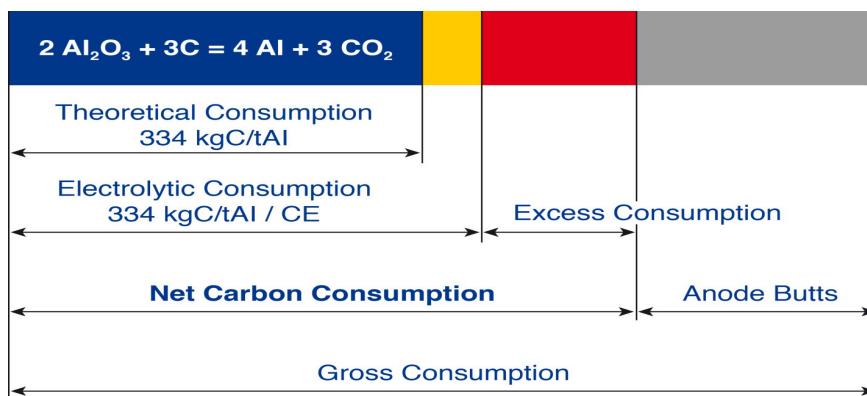 2 Al₂O₃ + 3C = 4 Al + 3 CO₂
Theoretical Consumption
334 kgC/tAl
Electrolytic Consumption
334 kgC/tAl / CE
Excess Consumption
Net Carbon Consumption
Anode Butts
Gross Consumption